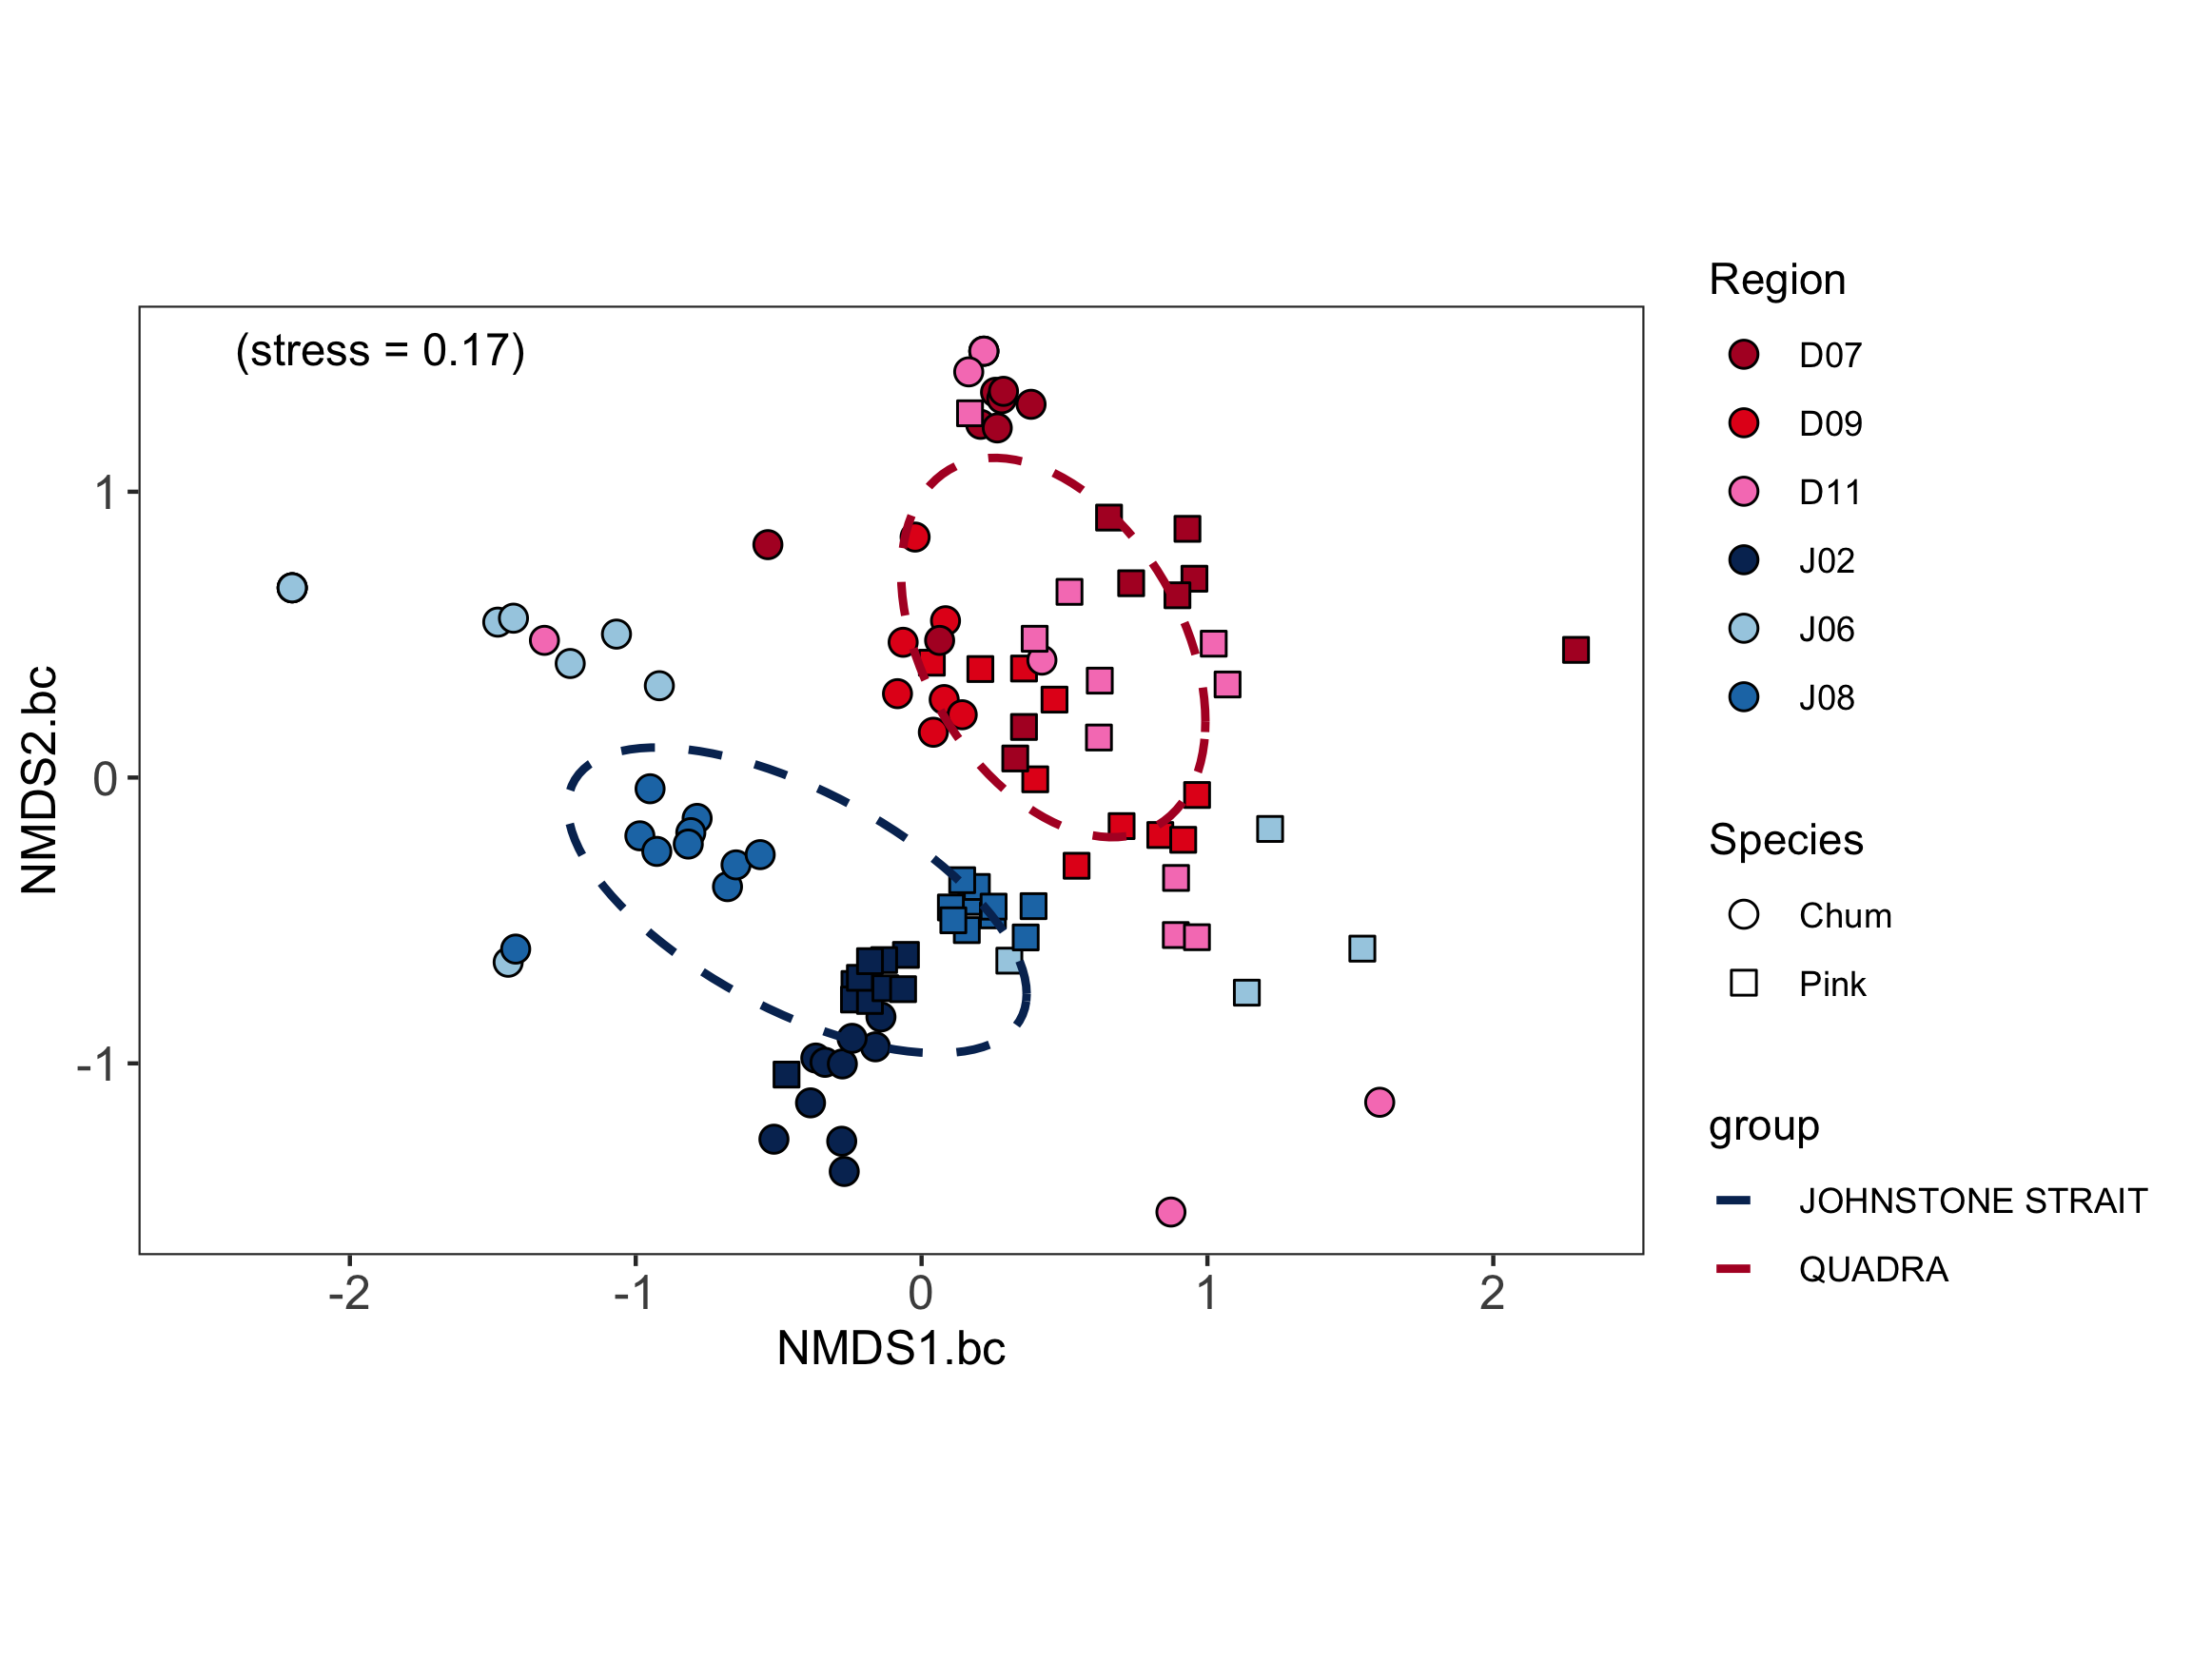 (stress = 0.17)
1
0
-1
NMDS2.bc
-2
-1
0
1
2
NMDS1.bc
Region
D07
D09
D11
J02
J06
J08
Species
Chum
Pink
group
JOHNSTONE STRAIT
QUADRA